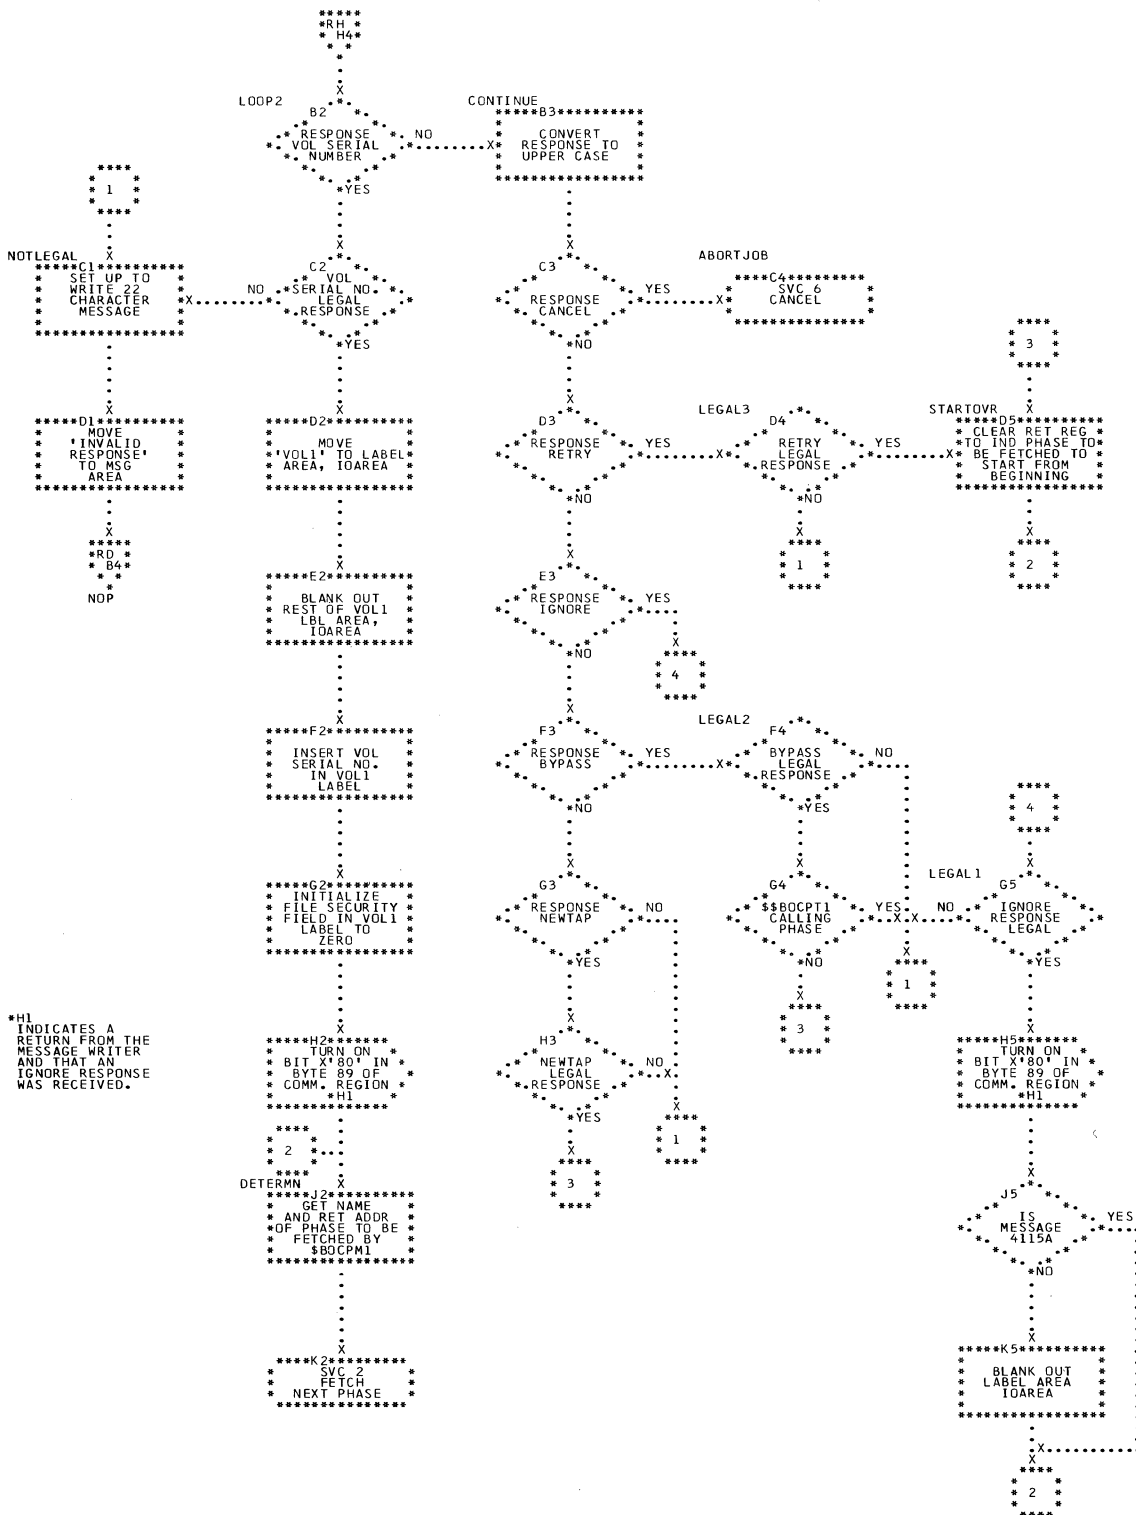 RH
H4
LOOP2
B2
RESPONSE
VOL SERIAL
NUMBER
NO
YES
CONTINUE
B3
CONVERT
RESPONSE TO
UPPER CASE
1
NOTLEGAL
C1
SET UP TO
WRITE 22
CHARACTER
MESSAGE
NO
C2
VOL
SERIAL NO.
LEGAL
RESPONSE
YES
C3
RESPONSE
CANCEL
YES
NO
ABORTJOB
C4
SVC 6
CANCEL
3
D1
MOVE
'INVALID
RESPONSE'
TO MSG
AREA
D2
MOVE
'VOL1' TO LABEL
AREA, IOAREA
D3
RESPONSE
RETRY
YES
NO
LEGAL3
D4
RETRY
LEGAL
RESPONSE
YES
NO
STARTOVR
D5
CLEAR RET REG
TO IND PHASE TO
BE FETCHED TO
START FROM
BEGINNING
RD
B4
NOP
1
2
E2
BLANK OUT
REST OF VOL1
LBL AREA,
IOAREA
E3
RESPONSE
IGNORE
YES
NO
4
F2
INSERT VOL
SERIAL NO.
IN VOL1
LABEL
F3
RESPONSE
BYPASS
YES
NO
LEGAL2
F4
BYPASS
LEGAL
RESPONSE
NO
YES
4
G2
INITIALIZE
FILE SECURITY
FIELD IN VOL1
LABEL TO
ZERO
G3
RESPONSE
NEWTAP
NO
YES
G4
$$BOCPT1
CALLING
PHASE
YES
NO
LEGAL1
G5
IGNORE
RESPONSE
LEGAL
NO
YES
1
3
*H1
INDICATES A
RETURN FROM THE
MESSAGE WRITER
AND THAT AN
IGNORE RESPONSE
WAS RECEIVED.
H2
TURN ON
BIT X'80' IN
BYTE 89 OF
COMM. REGION
*H1
H3
NEWTAP
LEGAL
RESPONSE
NO
YES
H5
TURN ON
BIT X'80' IN
BYTE 89 OF
COMM. REGION
*H1
2
1
3
DETERMN
J2
GET NAME
AND RET ADDR
OF PHASE TO BE
FETCHED BY
$BOCPM1
J5
IS
MESSAGE
4115A
YES
NO
K2
SVC 2
FETCH
NEXT PHASE
K5
BLANK OUT
LABEL AREA
IOAREA
2